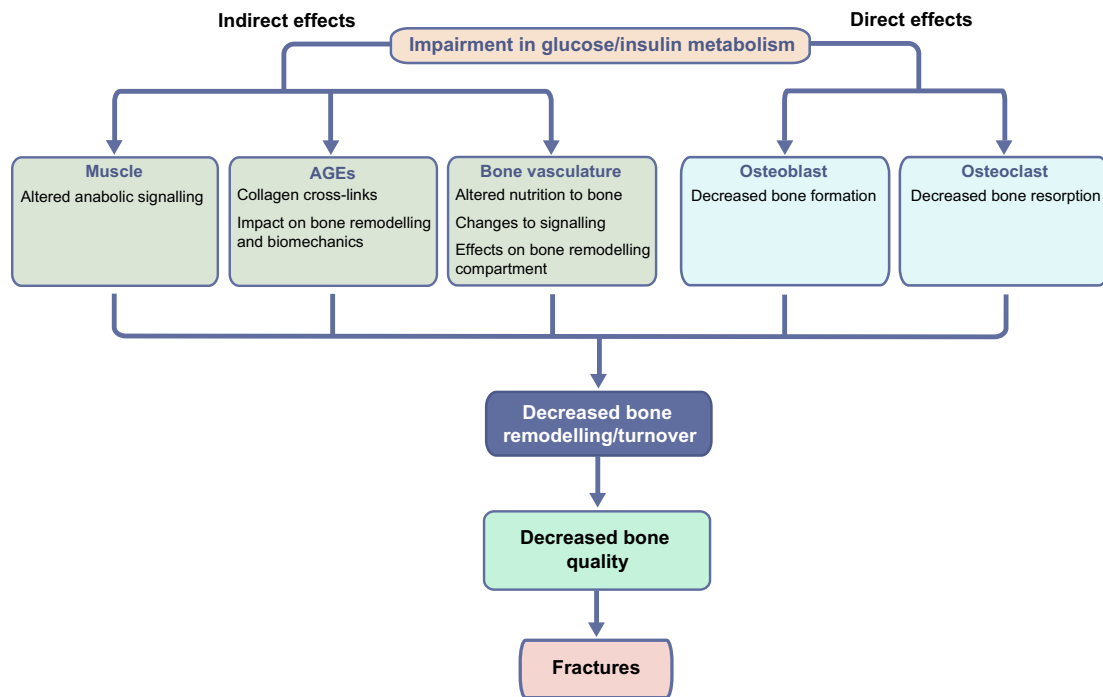 Indirect effects
Direct effects
Impairment in glucose/insulin metabolism
Muscle
Altered anabolic signalling
AGEs
Collagen cross-links
Impact on bone remodelling
and biomechanics
Bone vasculature
Altered nutrition to bone
Changes to signalling
Effects on bone remodelling
compartment
Osteoblast
Decreased bone formation
Osteoclast
Decreased bone resorption
Decreased bone
remodelling/turnover
Decreased bone
quality
Fractures